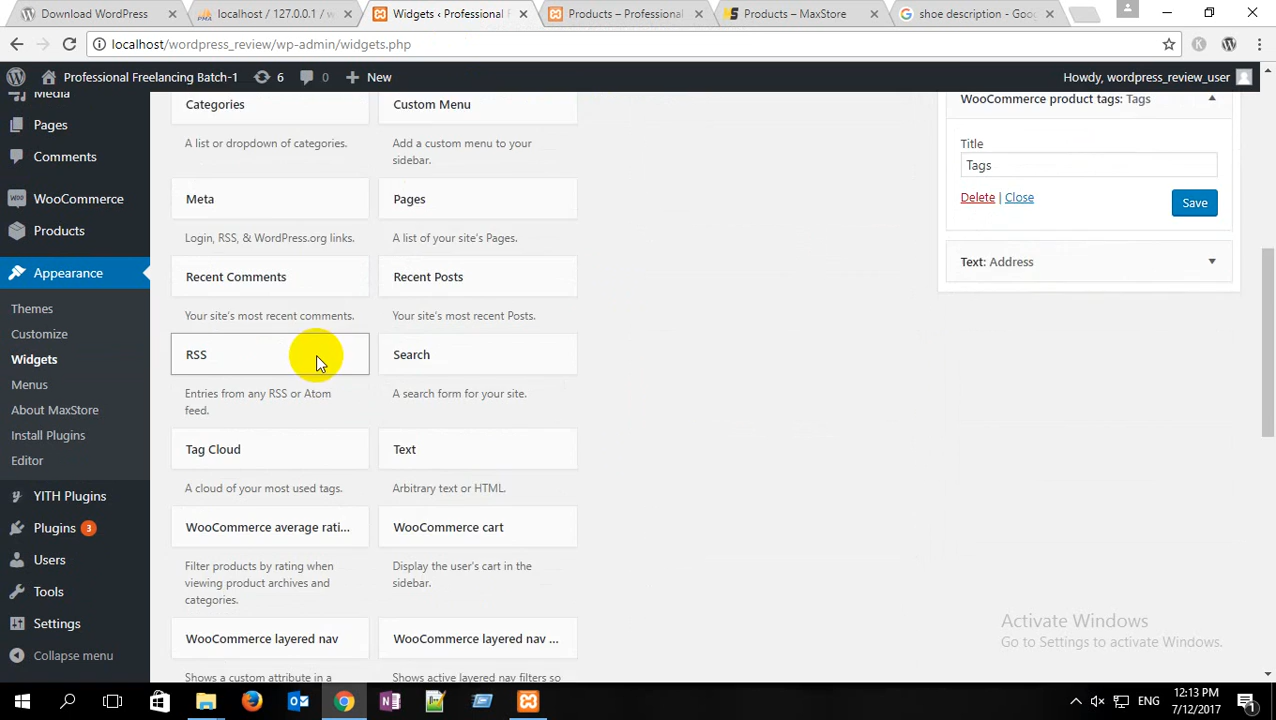 Download WordPress
localhost / 127.0.0.1 / w
Widgets ‹ Professional F
Products – Professional
Products – MaxStore
shoe description - Goog
localhost/wordpress_review/wp-admin/widgets.php
Professional Freelancing Batch-1
6
0
New
Howdy, wordpress_review_user
Media
Pages
Comments
WooCommerce
Products
Appearance
Themes
Customize
Widgets
Menus
About MaxStore
Install Plugins
Editor
YITH Plugins
Plugins 3
Users
Tools
Settings
Collapse menu
Categories
A list or dropdown of categories.
Custom Menu
Add a custom menu to your
sidebar.
Meta
Login, RSS, & WordPress.org links.
Pages
A list of your site's Pages.
Recent Comments
Your site's most recent comments.
Recent Posts
Your site's most recent Posts.
RSS
Entries from any RSS or Atom
feed.
Search
A search form for your site.
Tag Cloud
A cloud of your most used tags.
Text
Arbitrary text or HTML.
WooCommerce average rati...
Filter products by rating when
viewing product archives and
categories.
WooCommerce cart
Display the user's cart in the
sidebar.
WooCommerce layered nav
Shows a custom attribute in a
WooCommerce layered nav ...
Shows active layered nav filters so
WooCommerce product tags: Tags
Title
Tags
Delete | Close
Save
Text: Address
Activate Windows
Go to Settings to activate Windows.
ENG
12:13 PM
7/12/2017
1